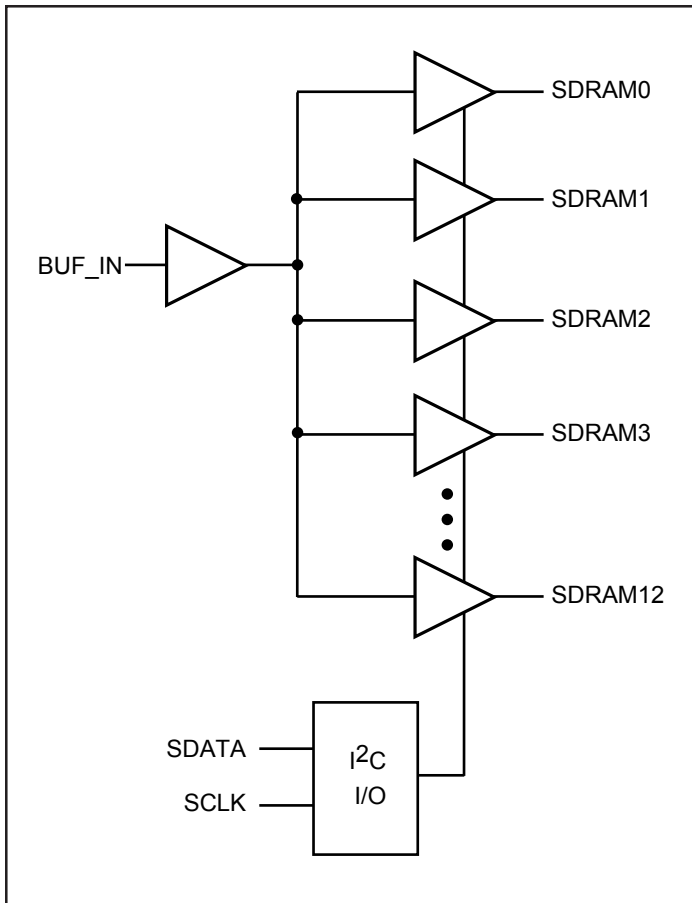 SDRAM0
SDRAM1
BUF_IN
SDRAM2
SDRAM3
SDRAM12
SDATA
I²C
I/O
SCLK